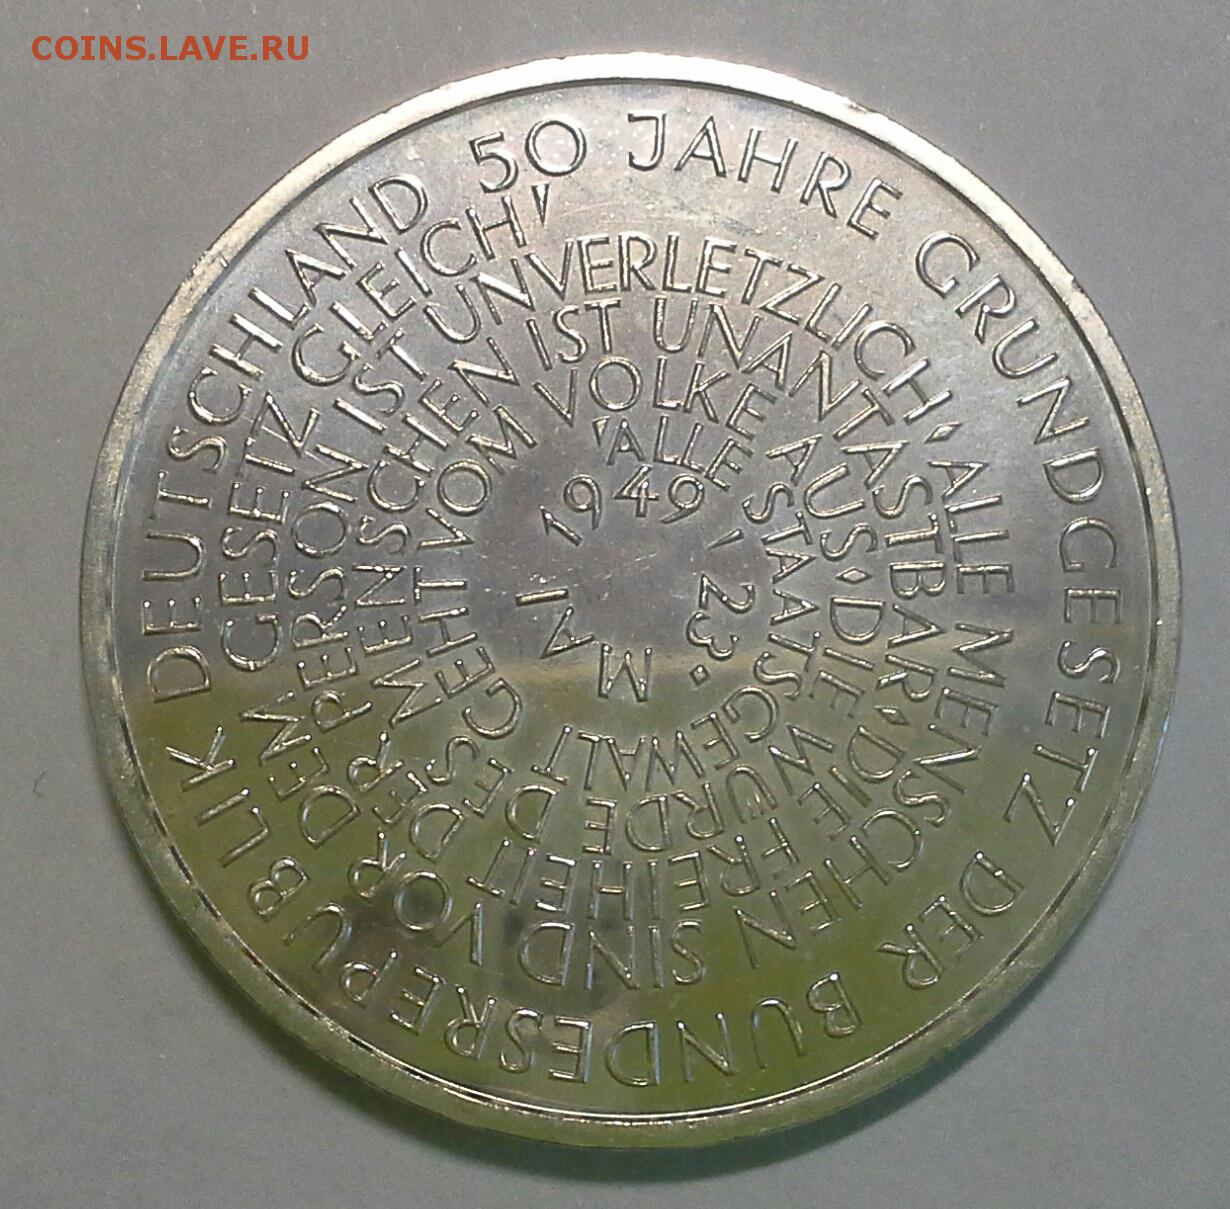 COINS.LAVE.RU
50 JAHRE GRUNDGESETZ DER BUNDESREPUBLIK DEUTSCHLAND
'ALLE STAATSGEWALT GEHT VOM VOLKE AUS· DIE WÜRDE DES MENSCHEN IST UNANTASTBAR· DIE FREIHEIT DER PERSON IST UNVERLETZLICH· ALLE MENSCHEN SIND VOR DEM GESETZ GLEICH'
'23· MAI 1949'